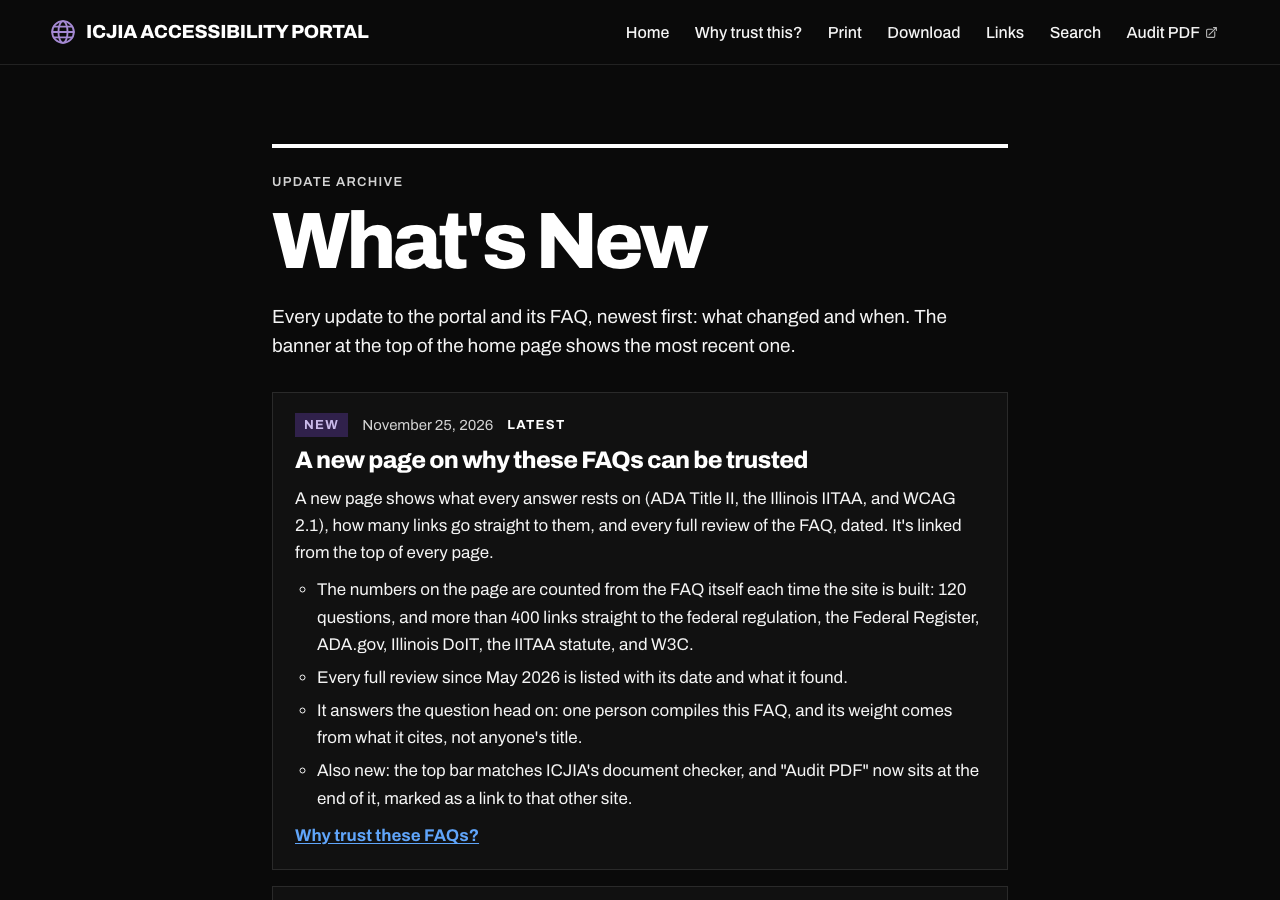 ICJIA ACCESSIBILITY PORTAL
Home Why trust this? Print Download Links Search Audit PDF
UPDATE ARCHIVE
What's New
Every update to the portal and its FAQ, newest first: what changed and when. The
banner at the top of the home page shows the most recent one.
NEW November 25, 2026 LATEST
A new page on why these FAQs can be trusted
A new page shows what every answer rests on (ADA Title II, the Illinois IITAA, and WCAG
2.1), how many links go straight to them, and every full review of the FAQ, dated. It's linked
from the top of every page.
The numbers on the page are counted from the FAQ itself each time the site is built: 120
questions, and more than 400 links straight to the federal regulation, the Federal Register,
ADA.gov, Illinois DoIT, the IITAA statute, and W3C.
Every full review since May 2026 is listed with its date and what it found.
It answers the question head on: one person compiles this FAQ, and its weight comes
from what it cites, not anyone's title.
Also new: the top bar matches ICJIA's document checker, and "Audit PDF" now sits at the
end of it, marked as a link to that other site.
Why trust these FAQs?